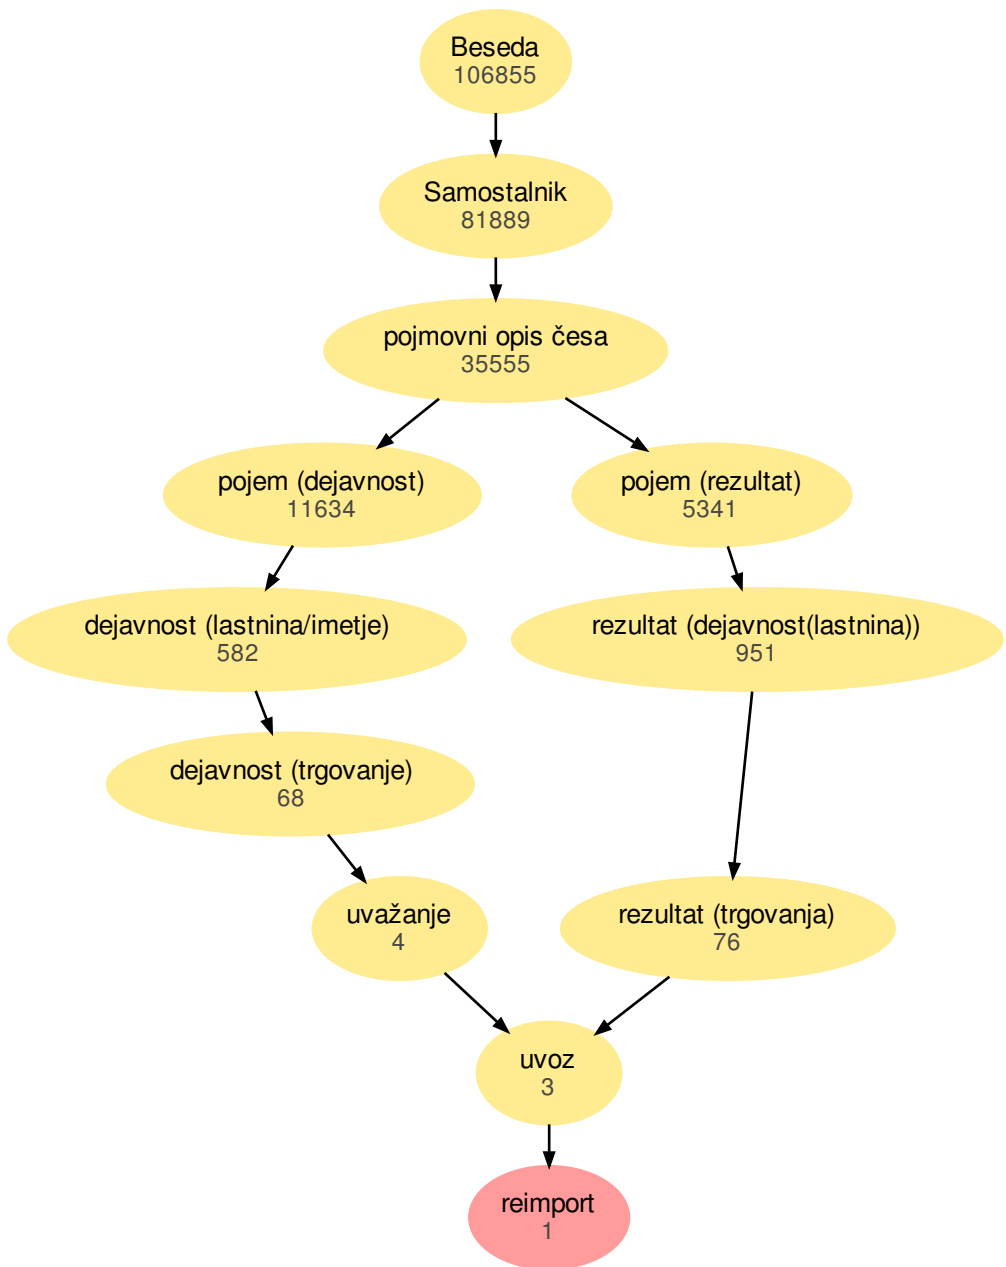 Beseda
106855
Samostalnik
81889
pojmovni opis česa
35555
pojem (dejavnost)
11634
pojem (rezultat)
5341
dejavnost (lastnina/imetje)
582
rezultat (dejavnost(lastnina))
951
dejavnost (trgovanje)
68
uvažanje
4
rezultat (trgovanja)
76
uvoz
3
reimport
1